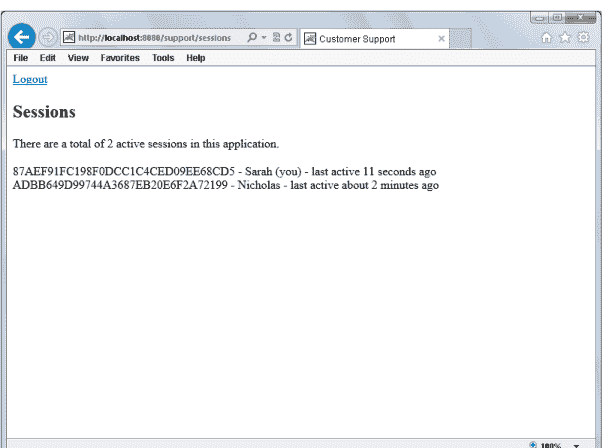 http://localhost:8080/support/sessions
Customer Support
File Edit View Favorites Tools Help
Logout
Sessions
There are a total of 2 active sessions in this application.
87AEF91FC198F0DCC1C4CED09EE68CD5 - Sarah (you) - last active 11 seconds ago
ADBB649D99744A3687EB20E6F2A72199 - Nicholas - last active about 2 minutes ago
100%